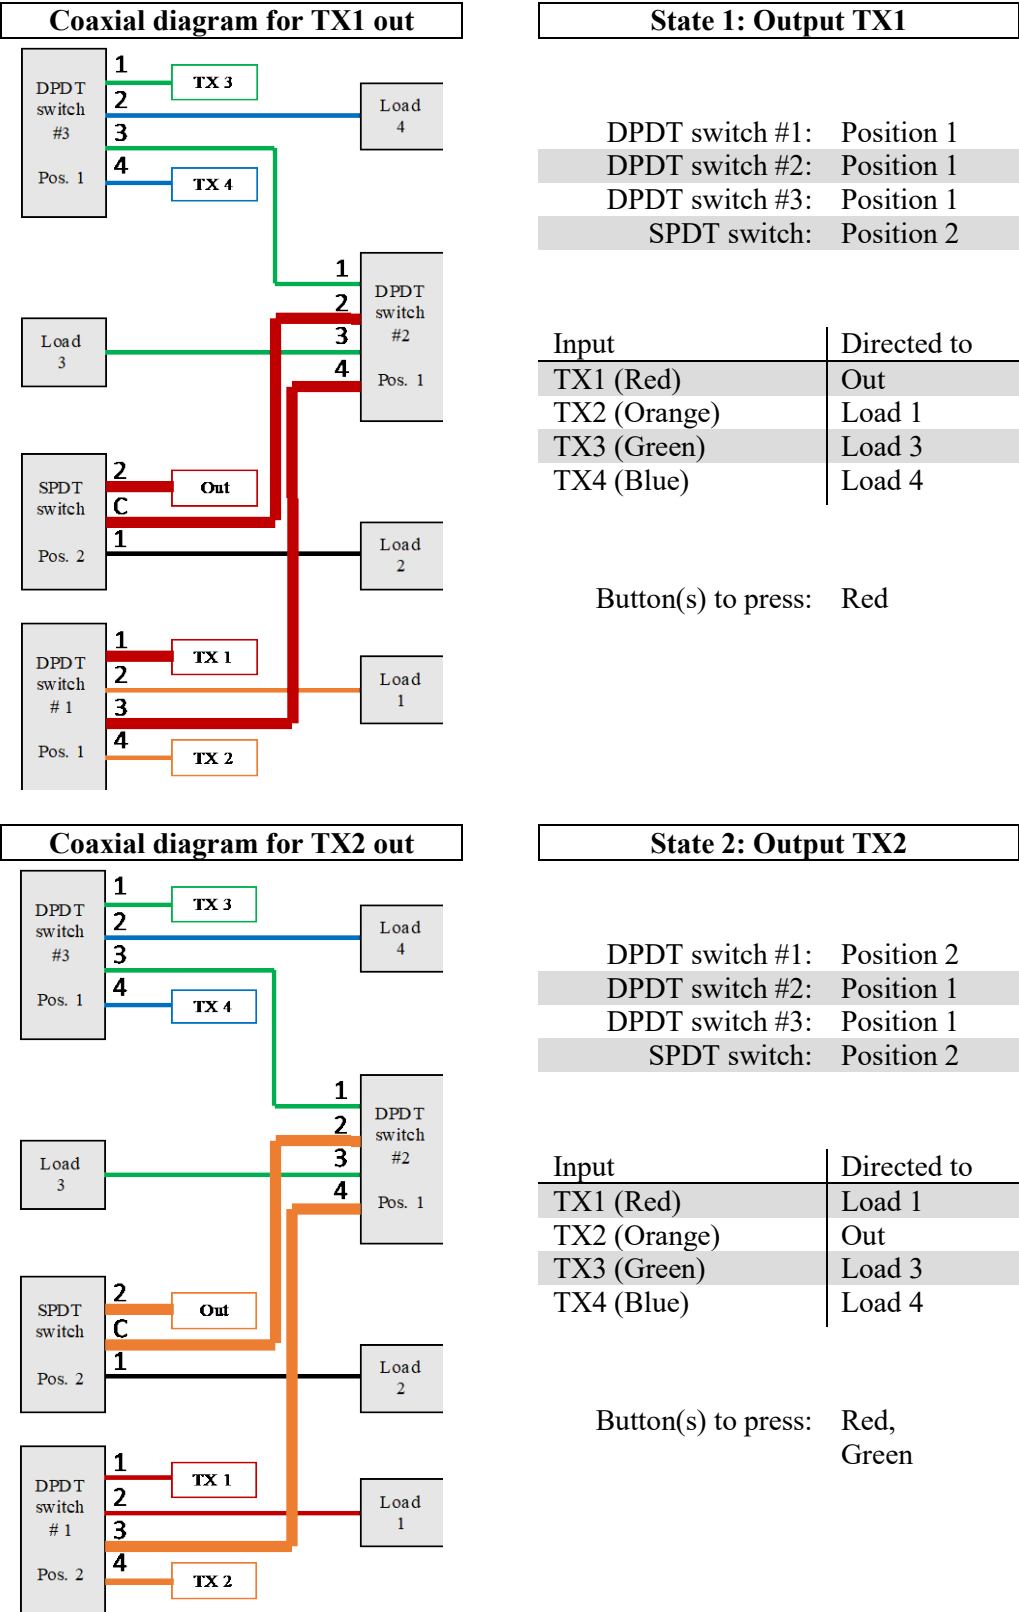 Coaxial diagram for TX1 out
DPDT
switch
#3
Pos. 1
1
2
3
4
TX 3
TX 4
Load
4
1
2
3
4
DPDT
switch
#2
Pos. 1
Load
3
SPDT
switch
Pos. 2
2
C
1
Out
Load
2
DPDT
switch
# 1
Pos. 1
1
2
3
4
TX 1
TX 2
Load
1
State 1: Output TX1
DPDT switch #1: Position 1
DPDT switch #2: Position 1
DPDT switch #3: Position 1
SPDT switch: Position 2
Input Directed to
TX1 (Red) Out
TX2 (Orange) Load 1
TX3 (Green) Load 3
TX4 (Blue) Load 4
Button(s) to press: Red
Coaxial diagram for TX2 out
DPDT
switch
#3
Pos. 1
1
2
3
4
TX 3
TX 4
Load
4
1
2
3
4
DPDT
switch
#2
Pos. 1
Load
3
SPDT
switch
Pos. 2
2
C
1
Out
Load
2
DPDT
switch
# 1
Pos. 2
1
2
3
4
TX 1
TX 2
Load
1
State 2: Output TX2
DPDT switch #1: Position 2
DPDT switch #2: Position 1
DPDT switch #3: Position 1
SPDT switch: Position 2
Input Directed to
TX1 (Red) Load 1
TX2 (Orange) Out
TX3 (Green) Load 3
TX4 (Blue) Load 4
Button(s) to press: Red,
Green